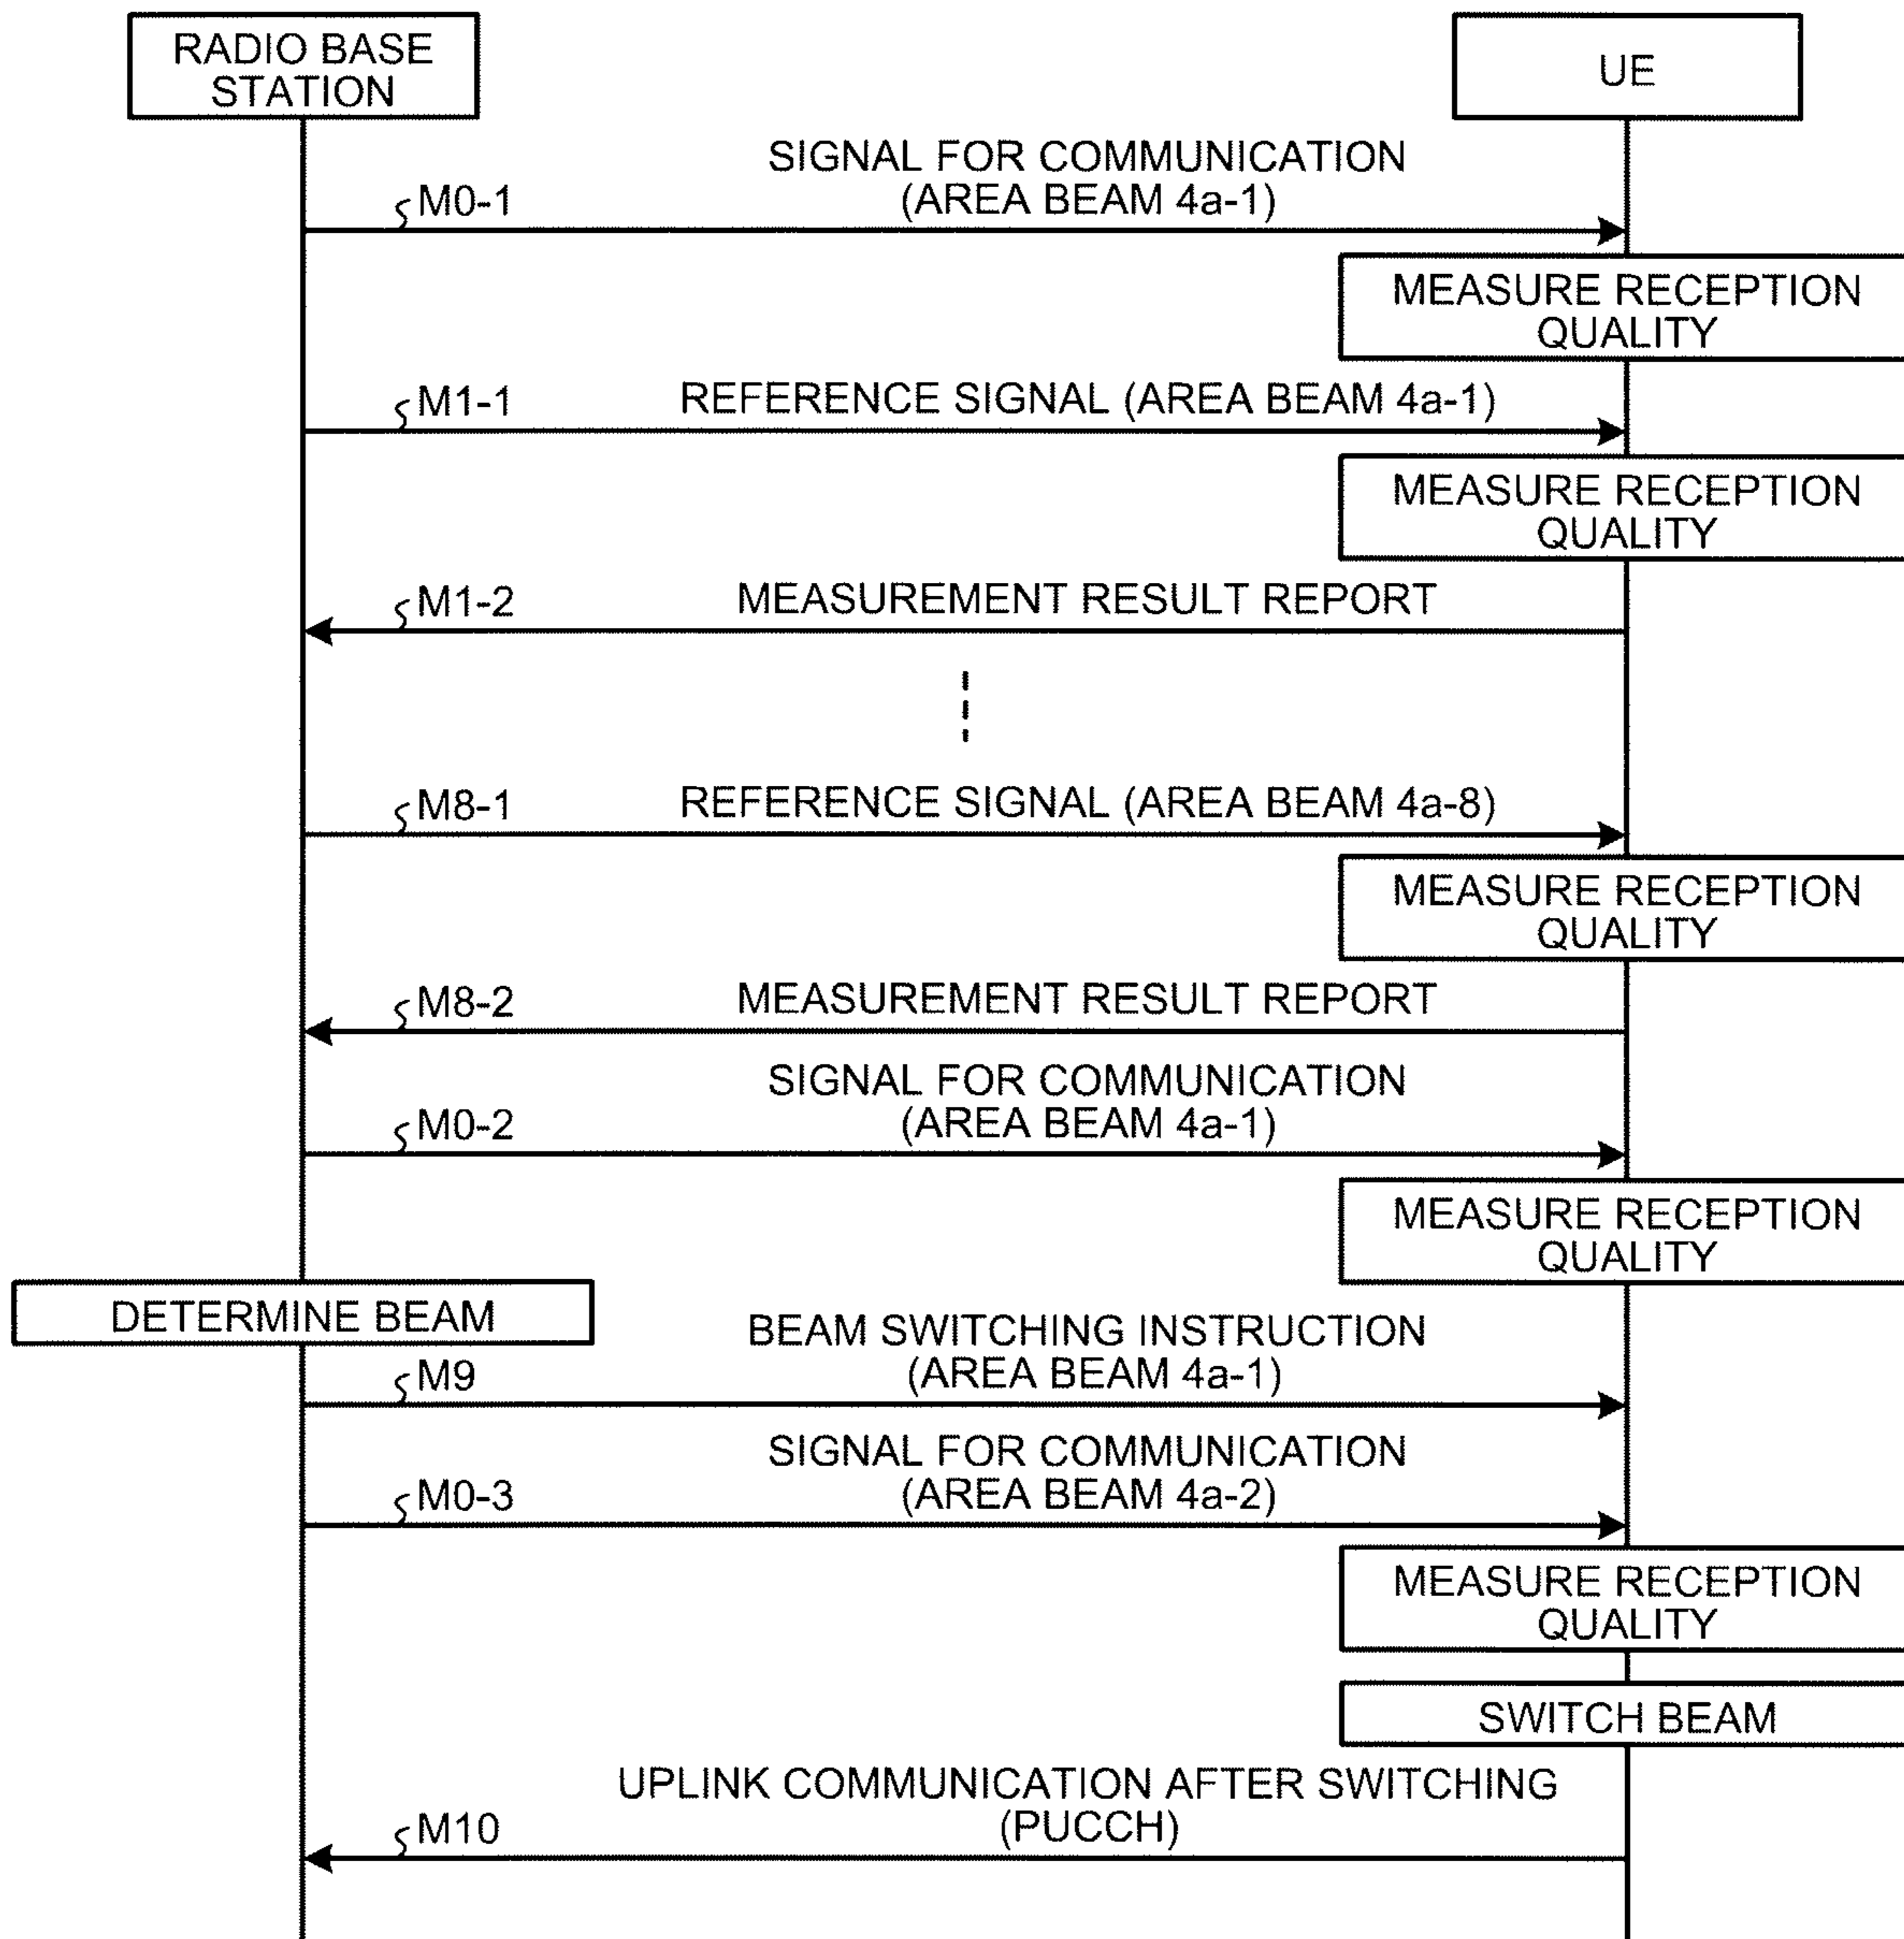 RADIO BASE
STATION
UE
SIGNAL FOR COMMUNICATION
(AREA BEAM 4a-1)
M0-1
MEASURE RECEPTION
QUALITY
M1-1
REFERENCE SIGNAL (AREA BEAM 4a-1)
MEASURE RECEPTION
QUALITY
M1-2
MEASUREMENT RESULT REPORT
M8-1
REFERENCE SIGNAL (AREA BEAM 4a-8)
MEASURE RECEPTION
QUALITY
M8-2
MEASUREMENT RESULT REPORT
SIGNAL FOR COMMUNICATION
(AREA BEAM 4a-1)
M0-2
MEASURE RECEPTION
QUALITY
DETERMINE BEAM
BEAM SWITCHING INSTRUCTION
(AREA BEAM 4a-1)
M9
SIGNAL FOR COMMUNICATION
(AREA BEAM 4a-2)
M0-3
MEASURE RECEPTION
QUALITY
SWITCH BEAM
UPLINK COMMUNICATION AFTER SWITCHING
(PUCCH)
M10